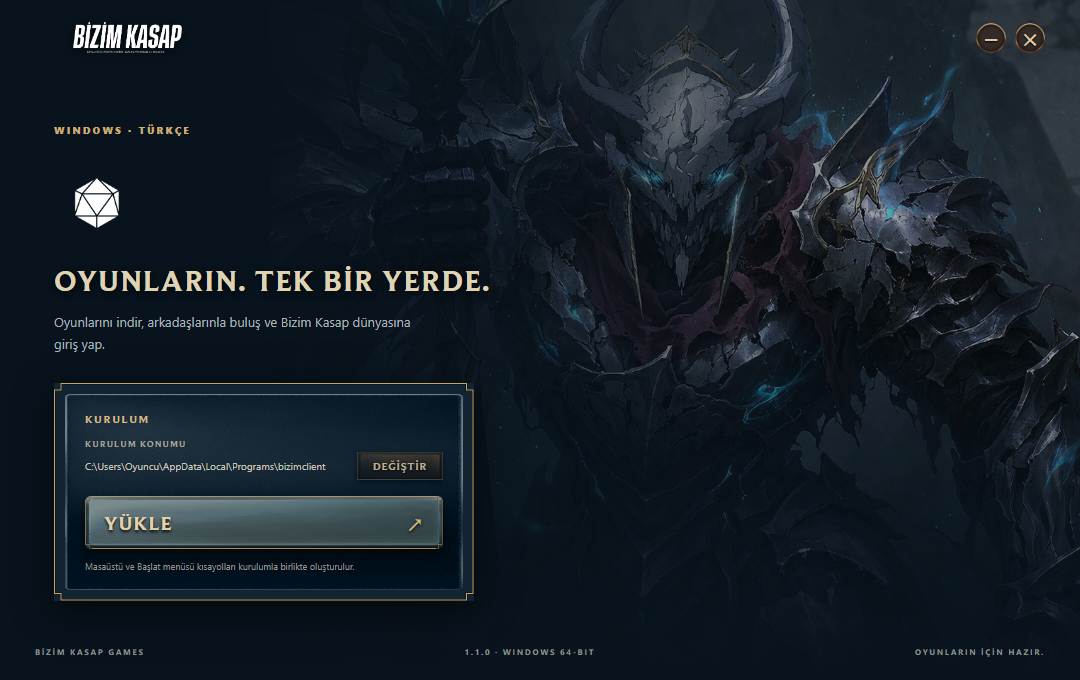 BİZİM KASAP
WINDOWS · TÜRKÇE
OYUNLARIN. TEK BİR YERDE.
Oyunlarını indir, arkadaşlarınla buluş ve Bizim Kasap dünyasına
giriş yap.
KURULUM
KURULUM KONUMU
C:\Users\Oyuncu\AppData\Local\Programs\bizimclient
DEĞİŞTİR
YÜKLE
Masaüstü ve Başlat menüsü kısayolları kurulumla birlikte oluşturulur.
BİZİM KASAP GAMES
1.1.0 · WINDOWS 64-BIT
OYUNLARIN İÇİN HAZIR.